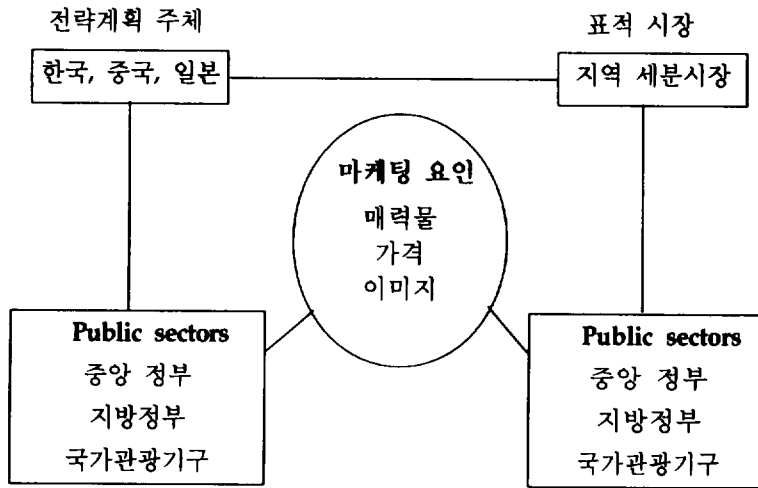 전략계획 주체
표적 시장
한국, 중국, 일본
지역 세분시장
마케팅 요인
매력물
가격
이미지
Public sectors
중앙 정부
지방정부
국가관광기구
Public sectors
중앙 정부
지방정부
국가관광기구